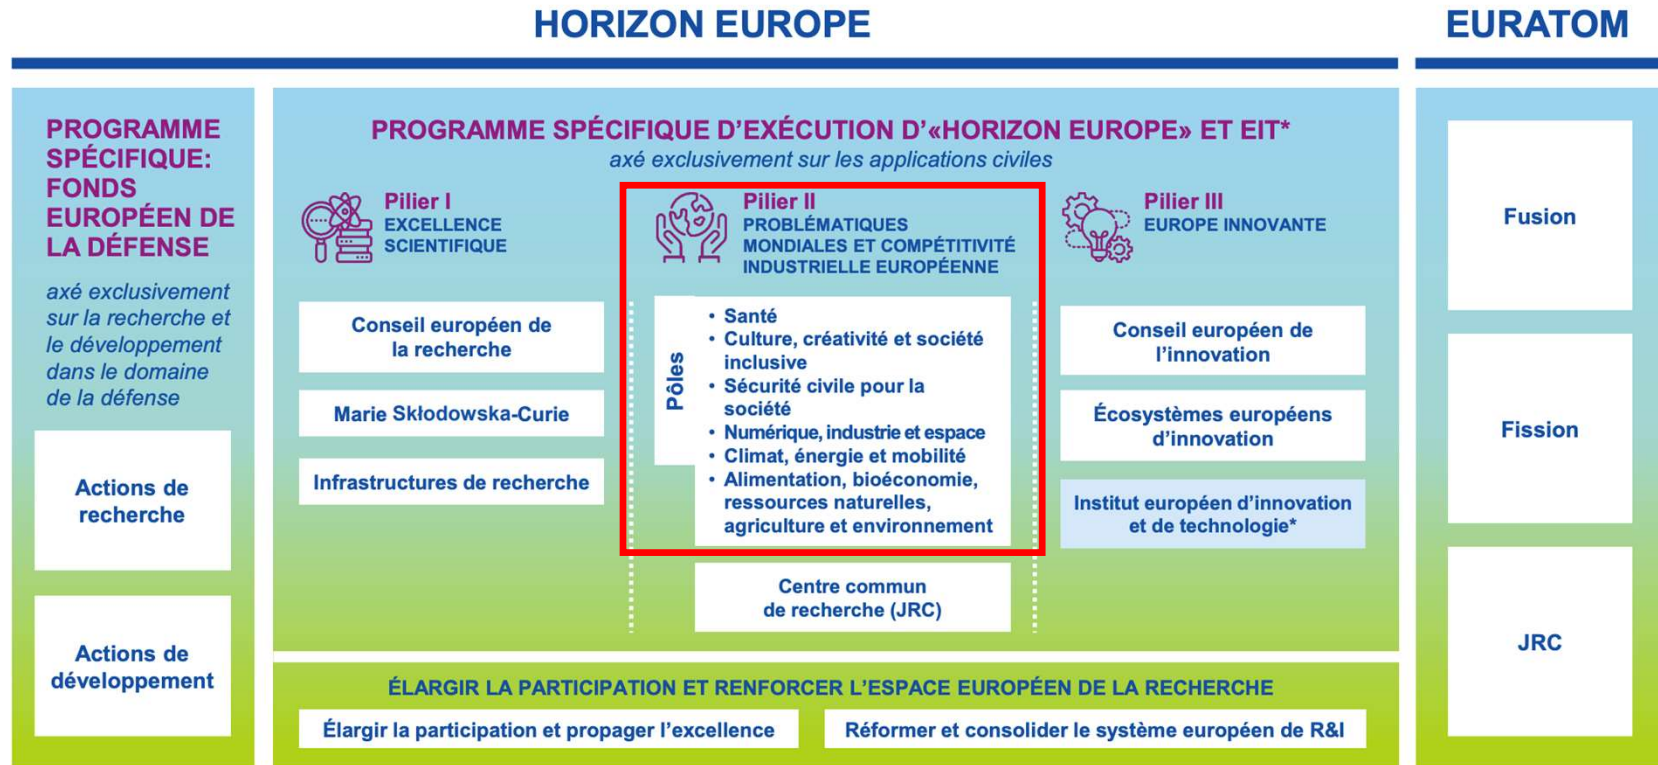 HORIZON EUROPE
EURATOM
PROGRAMME
SPÉCIFIQUE:
FONDS
EUROPÉEN DE
LA DÉFENSE
axé exclusivement
sur la recherche et
le développement
dans le domaine
de la défense
Actions de
recherche
Actions de
développement
PROGRAMME SPÉCIFIQUE D’EXÉCUTION D’«HORIZON EUROPE» ET EIT*
axé exclusivement sur les applications civiles
Pilier I
EXCELLENCE
SCIENTIFIQUE
Conseil européen de
la recherche
Marie Skłodowska-Curie
Infrastructures de recherche
Pilier II
PROBLÉMATIQUES
MONDIALES ET COMPÉTITIVITÉ
INDUSTRIELLE EUROPÉENNE
Pôles
• Santé
• Culture, créativité et société
inclusive
• Sécurité civile pour la
société
• Numérique, industrie et espace
• Climat, énergie et mobilité
• Alimentation, bioéconomie,
ressources naturelles,
agriculture et environnement
Centre commun
de recherche (JRC)
Pilier III
EUROPE INNOVANTE
Conseil européen de
l’innovation
Écosystèmes européens
d’innovation
Institut européen d’innovation
et de technologie*
ÉLARGIR LA PARTICIPATION ET RENFORCER L’ESPACE EUROPÉEN DE LA RECHERCHE
Élargir la participation et propager l’excellence
Réformer et consolider le système européen de R&I
Fusion
Fission
JRC